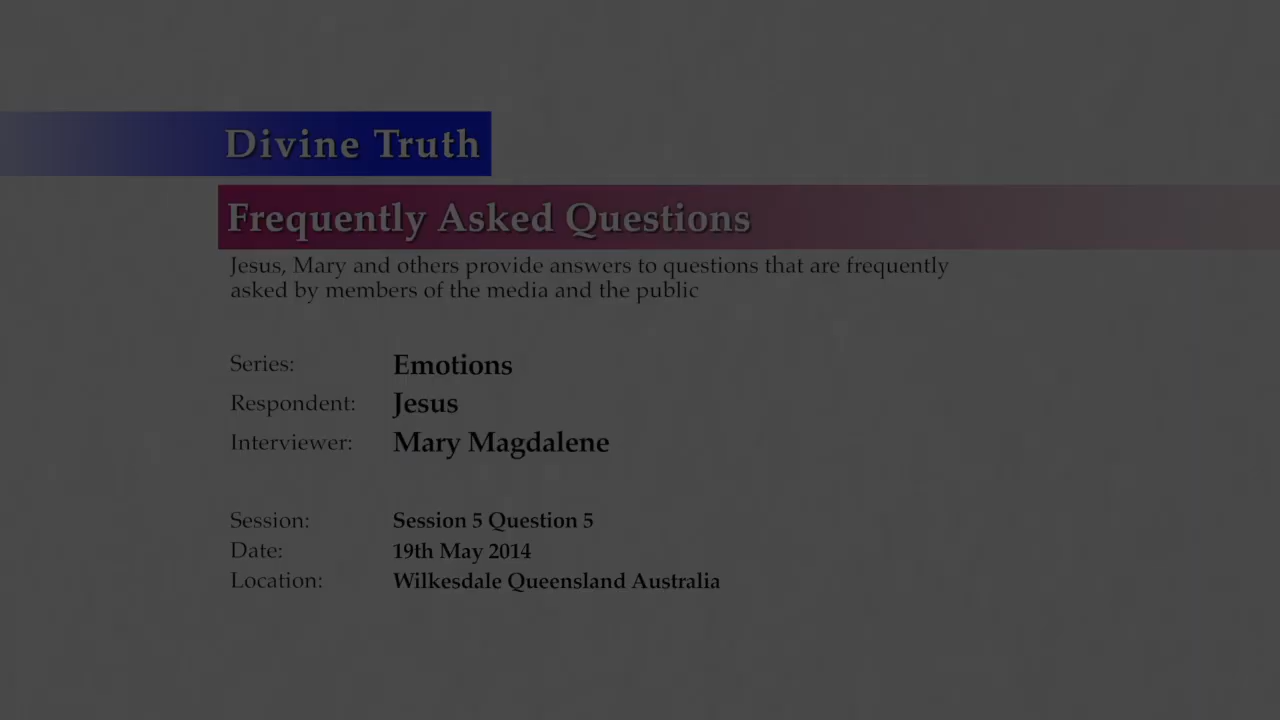 Divine Truth
Frequently Asked Questions
Jesus, Mary and others provide answers to questions that are frequently
asked by members of the media and the public
Series: Emotions
Respondent: Jesus
Interviewer: Mary Magdalene
Session: Session 5 Question 5
Date: 19th May 2014
Location: Wilkesdale Queensland Australia